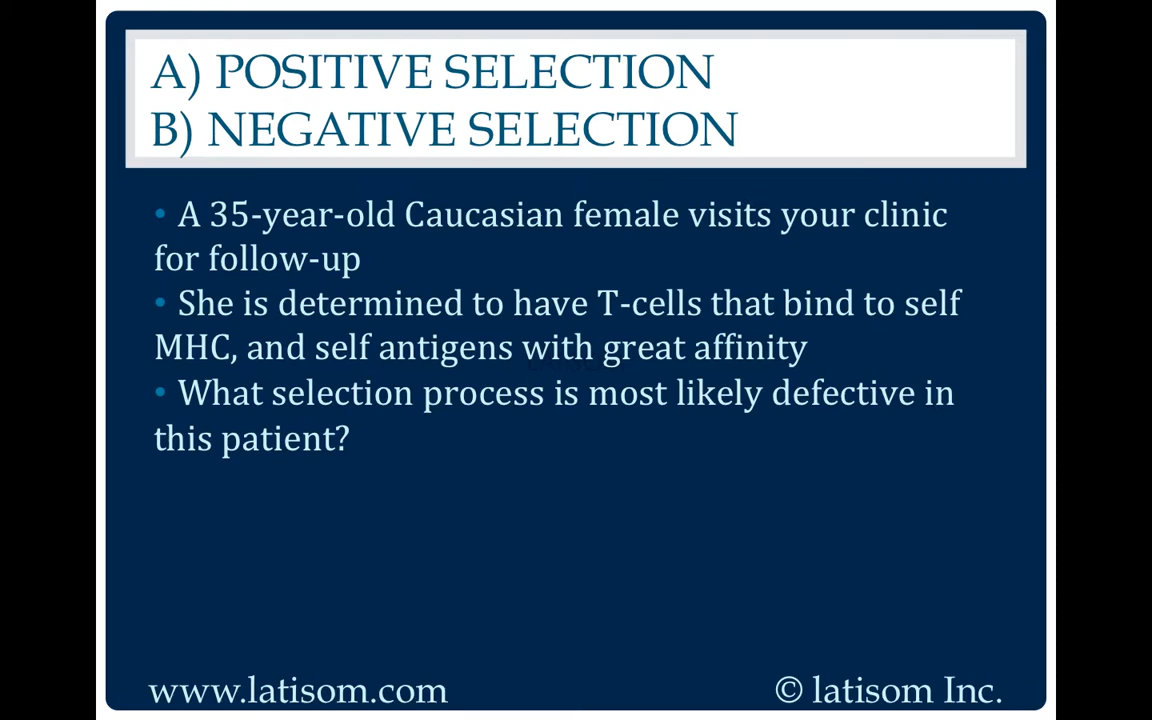 A) POSITIVE SELECTION
B) NEGATIVE SELECTION
• A 35-year-old Caucasian female visits your clinic
for follow-up
• She is determined to have T-cells that bind to self
MHC, and self antigens with great affinity
• What selection process is most likely defective in
this patient?
www.latisom.com
© latisom Inc.